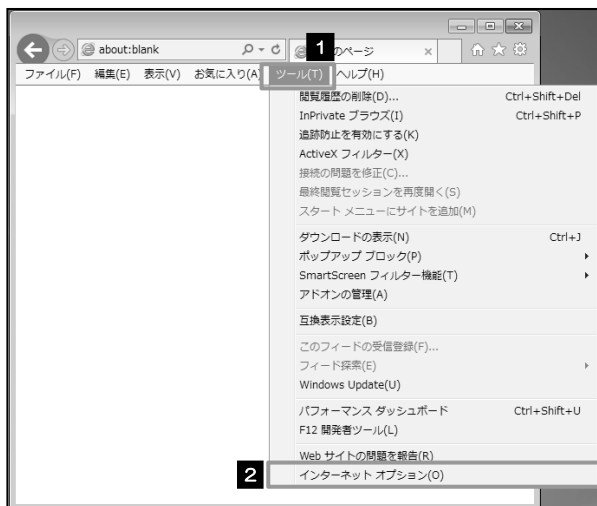 about:blank
1
のページ
ファイル(F) 編集(E) 表示(V) お気に入り(A) ツール(T) ヘルプ(H)
閲覧履歴の削除(D)... Ctrl+Shift+Del
InPrivate ブラウズ(I) Ctrl+Shift+P
追跡防止を有効にする(K)
ActiveX フィルター(X)
接続の問題を修正(C)...
最終閲覧セッションを再度開く(S)
スタート メニューにサイトを追加(M)
ダウンロードの表示(N) Ctrl+J
ポップアップ ブロック(P)
SmartScreen フィルター機能(T)
アドオンの管理(A)
互換表示設定(B)
このフィードの受信登録(F)...
フィード探索(E)
Windows Update(U)
パフォーマンス ダッシュボード Ctrl+Shift+U
F12 開発者ツール(L)
Web サイトの問題を報告(R)
2 インターネット オプション(O)